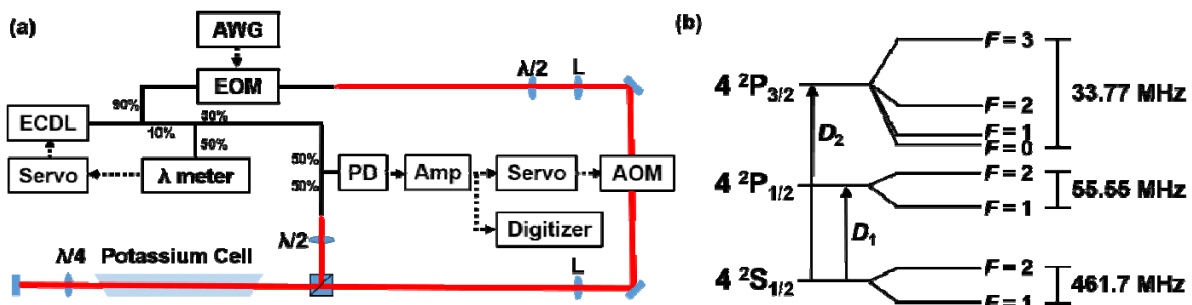 (a)
AWG
EOM
λ/2
L
90%
50%
ECDL
10%
50%
Servo
λ meter
50%
50%
PD
Amp
Servo
AOM
Digitizer
λ/2
λ/4
Potassium Cell
L
(b)
F = 3
4 ²P₃/₂
F = 2
33.77 MHz
F = 1
F = 0
D₂
4 ²P₁/₂
F = 2
55.55 MHz
F = 1
D₁
4 ²S₁/₂
F = 2
461.7 MHz
F = 1